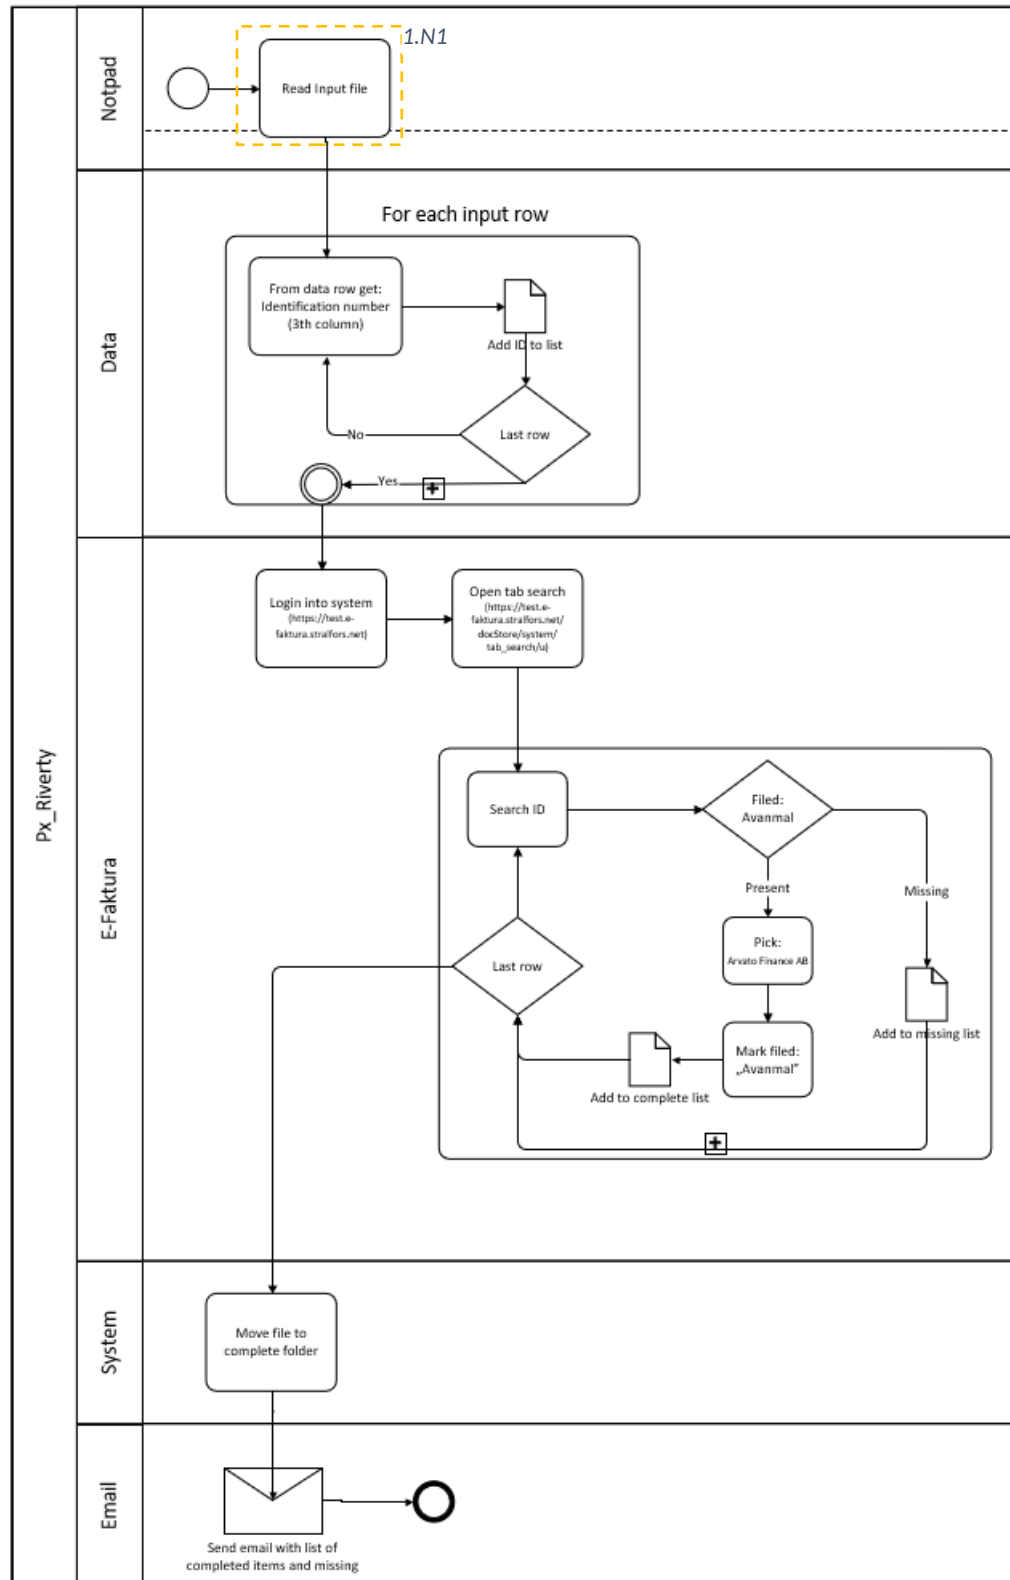 1.N1
Px_Riverty
Notpad
Read Input file
Data
For each input row
From data row get:
Identification number
(3th column)
Add ID to list
Last row
No
Yes
E-Faktura
Login into system
(https://test.e-
faktura.stralfors.net)
Open tab search
(https://test.e-
faktura.stralfors.net/
docStore/system/
tab_search/u)
Search ID
Filed:
Avanmal
Present
Missing
Pick:
Arvato Finance AB
Last row
Mark filed:
„Avanmal”
Add to missing list
Add to complete list
System
Move file to
complete folder
Email
Send email with list of
completed items and missing